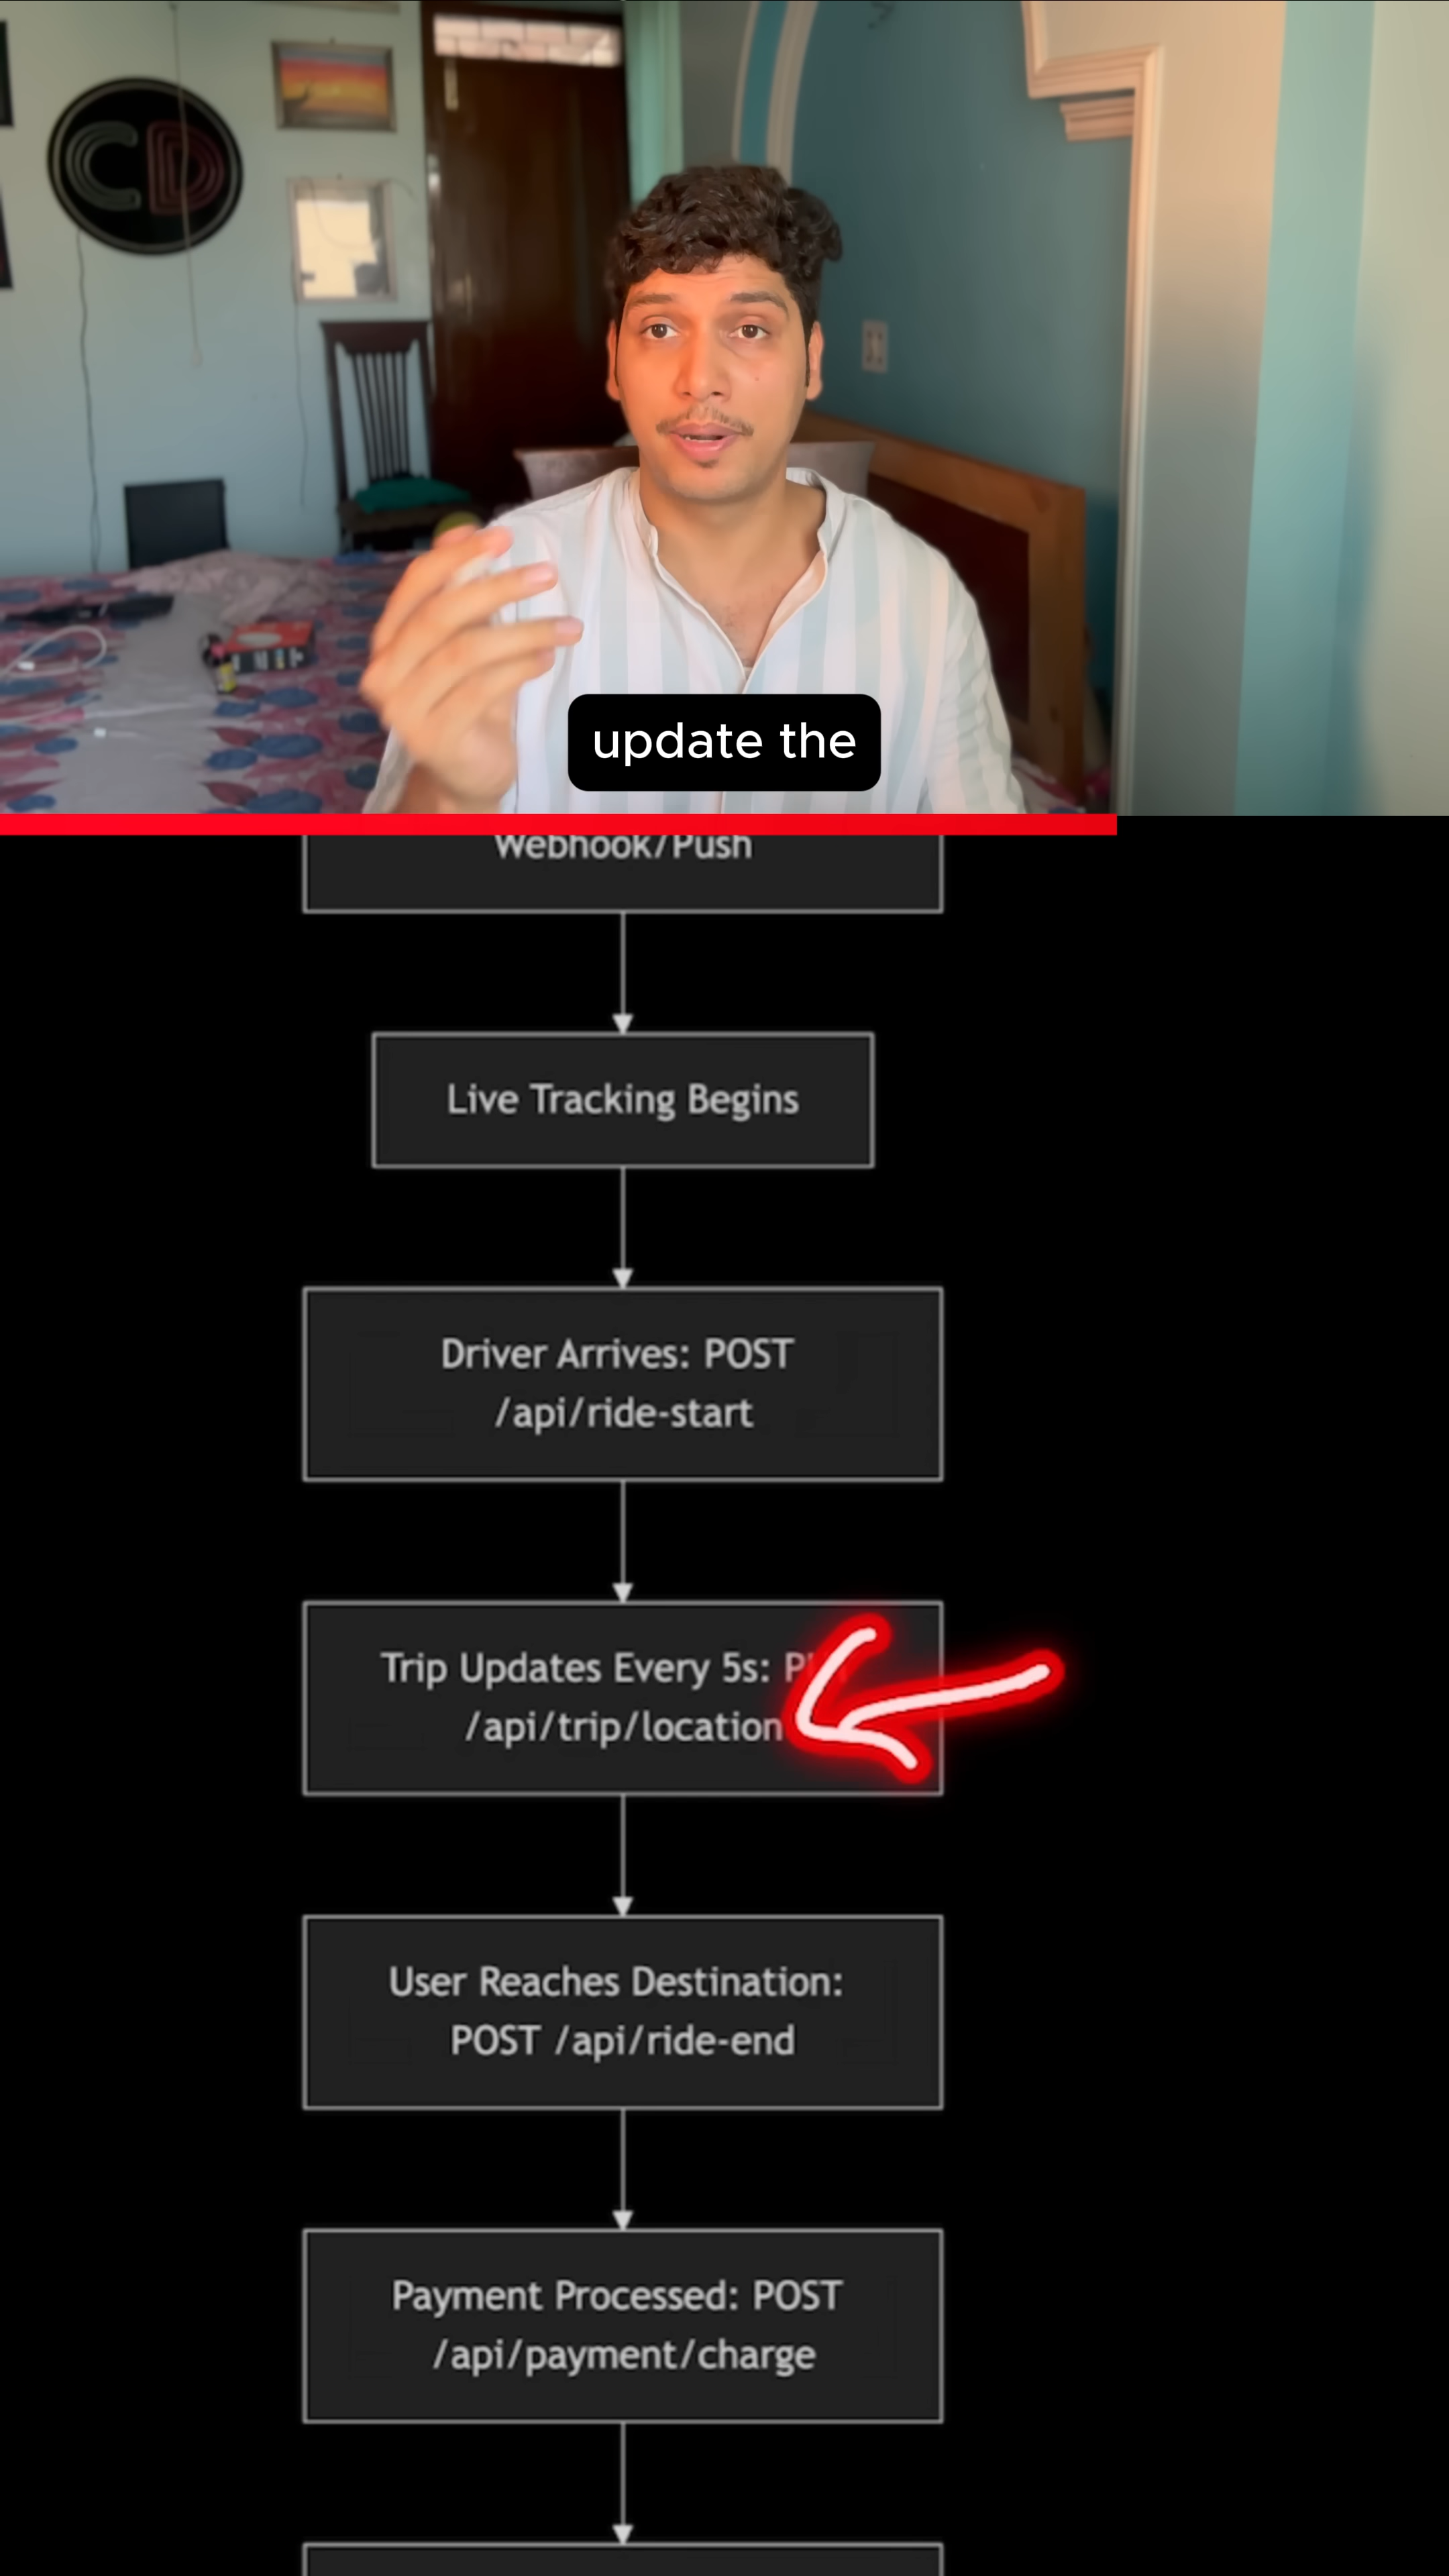 CD
update the
Webhook/Push
Live Tracking Begins
Driver Arrives: POST
/api/ride-start
Trip Updates Every 5s:
/api/trip/location
User Reaches Destination:
POST /api/ride-end
Payment Processed: POST
/api/payment/charge